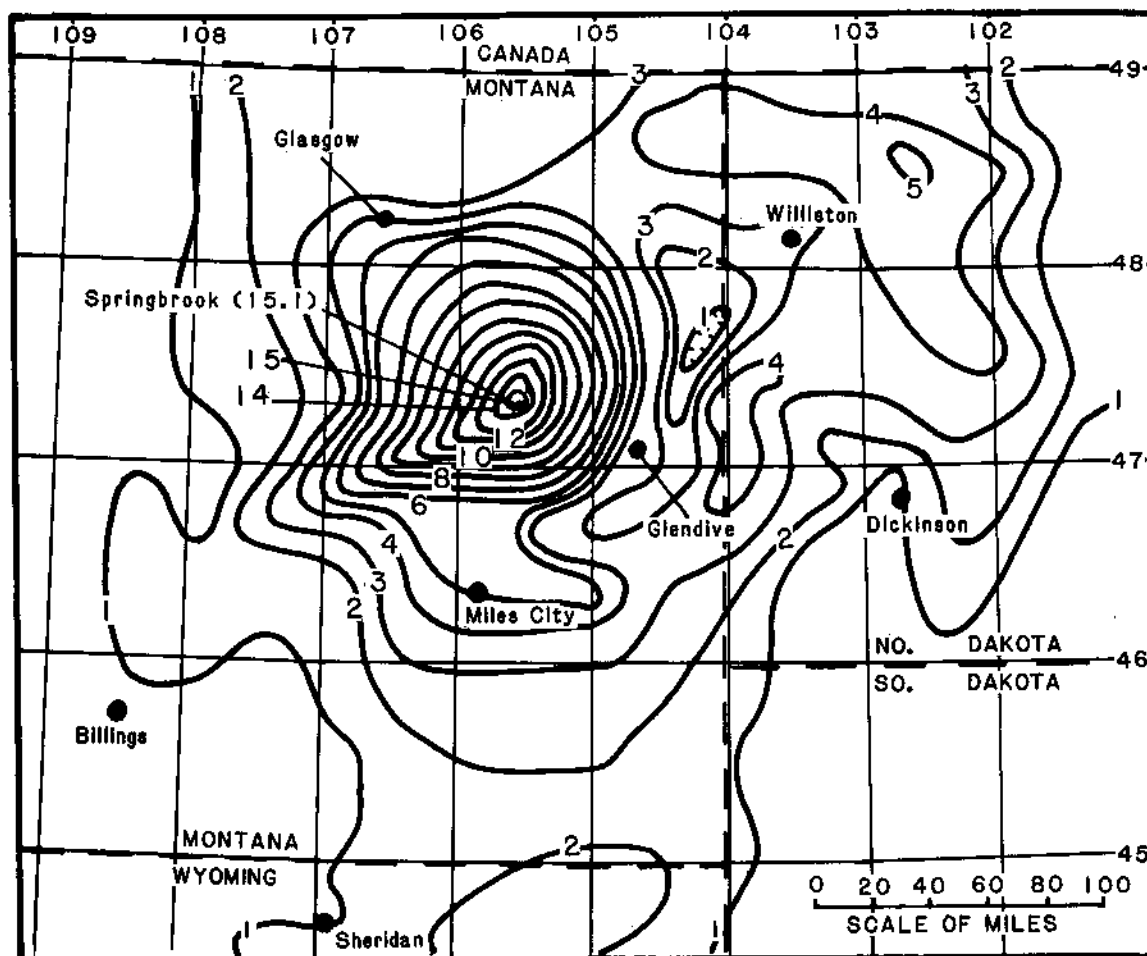 109 108 107 106 105 104 103 102
CANADA
MONTANA
49
2
3
2
3
4
5
1
Glasgow
Williston
3
2
48
Springbrook (15.1)
1
15
14
4
1
12
10
8
6
47
Glendive
Dickinson
4
3
2
2
Miles City
1
NO. DAKOTA
46
SO. DAKOTA
Billings
MONTANA
WYOMING
2
45
0 20 40 60 80 100
SCALE OF MILES
1
Sheridan
1